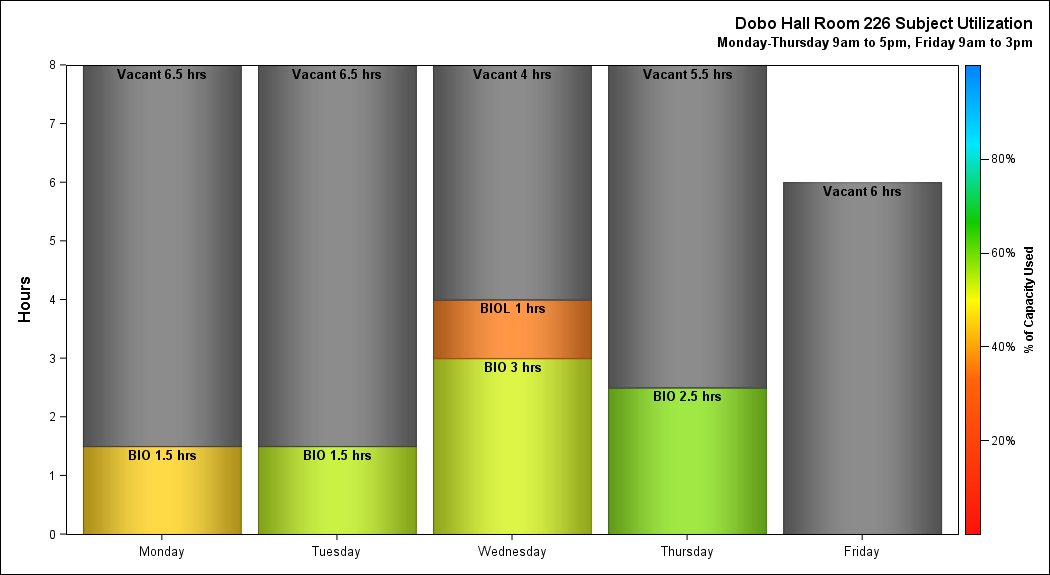 Dobo Hall Room 226 Subject Utilization
Monday-Thursday 9am to 5pm, Friday 9am to 3pm
8
7
6
5
4
3
2
1
0
Hours
Vacant 6.5 hrs
BIO 1.5 hrs
Vacant 6.5 hrs
BIO 1.5 hrs
Vacant 4 hrs
BIOL 1 hrs
BIO 3 hrs
Vacant 5.5 hrs
BIO 2.5 hrs
Vacant 6 hrs
Monday
Tuesday
Wednesday
Thursday
Friday
80%
60%
40%
20%
% of Capacity Used